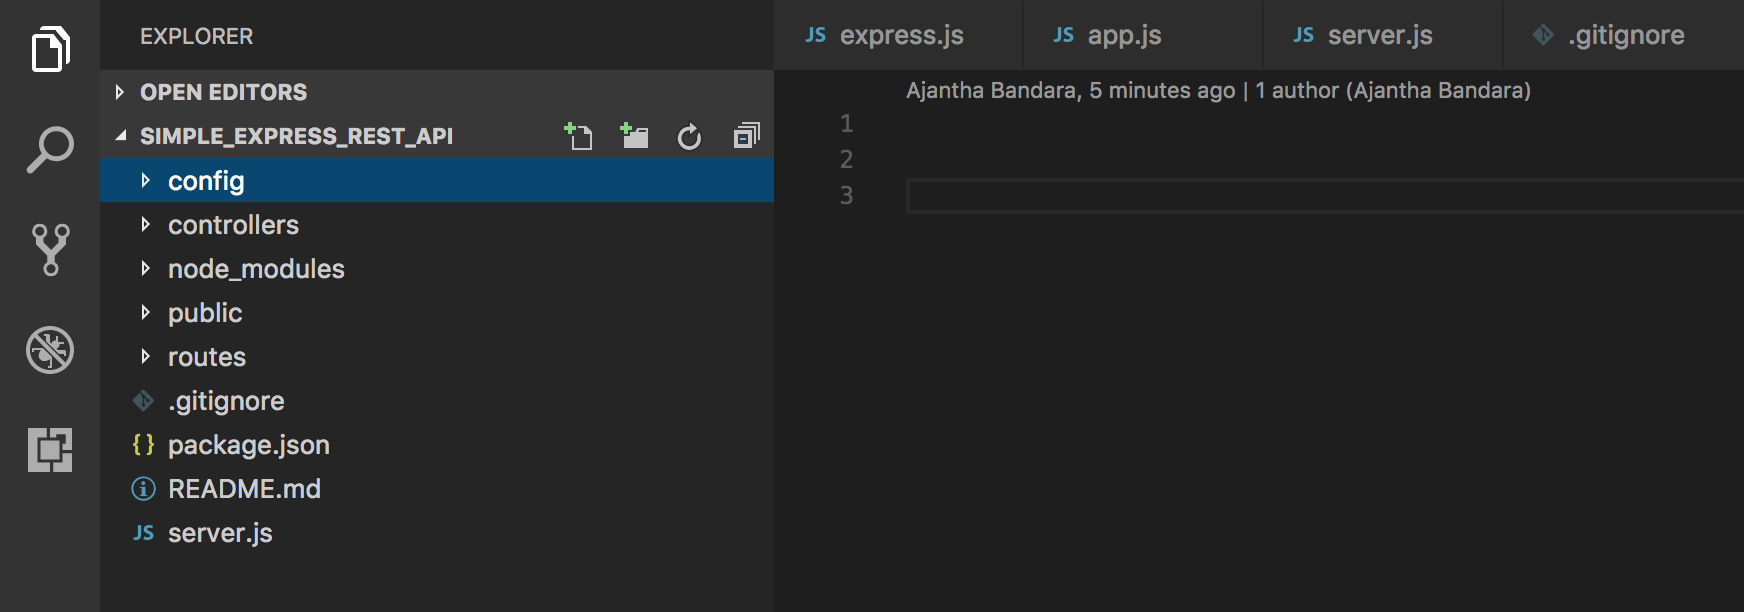 EXPLORER
OPEN EDITORS
SIMPLE_EXPRESS_REST_API
config
controllers
node_modules
public
routes
.gitignore
{} package.json
README.md
JS server.js
JS express.js JS app.js JS server.js .gitignore
Ajantha Bandara, 5 minutes ago | 1 author (Ajantha Bandara)
1
2
3